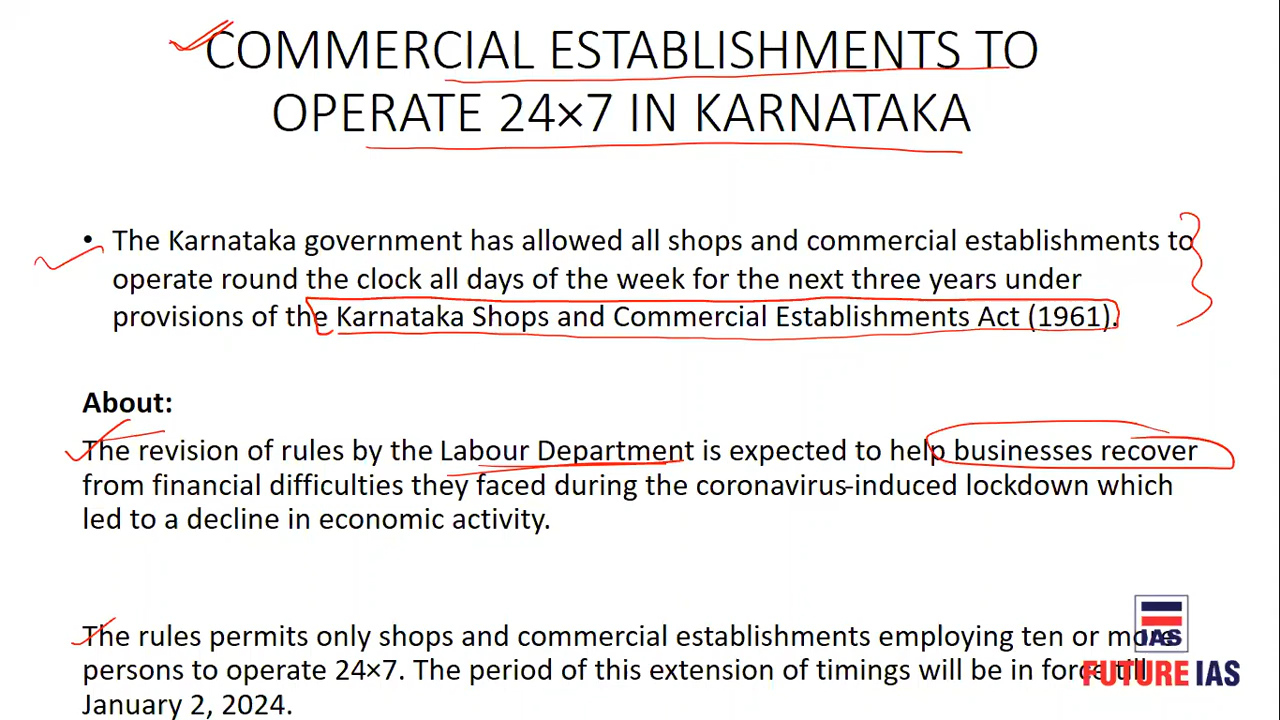 COMMERCIAL ESTABLISHMENTS TO
OPERATE 24×7 IN KARNATAKA
• The Karnataka government has allowed all shops and commercial establishments to
operate round the clock all days of the week for the next three years under
provisions of the Karnataka Shops and Commercial Establishments Act (1961).
About:
The revision of rules by the Labour Department is expected to help businesses recover
from financial difficulties they faced during the coronavirus-induced lockdown which
led to a decline in economic activity.
The rules permits only shops and commercial establishments employing ten or more
persons to operate 24×7. The period of this extension of timings will be in force till
January 2, 2024.
IAS
FUTURE IAS